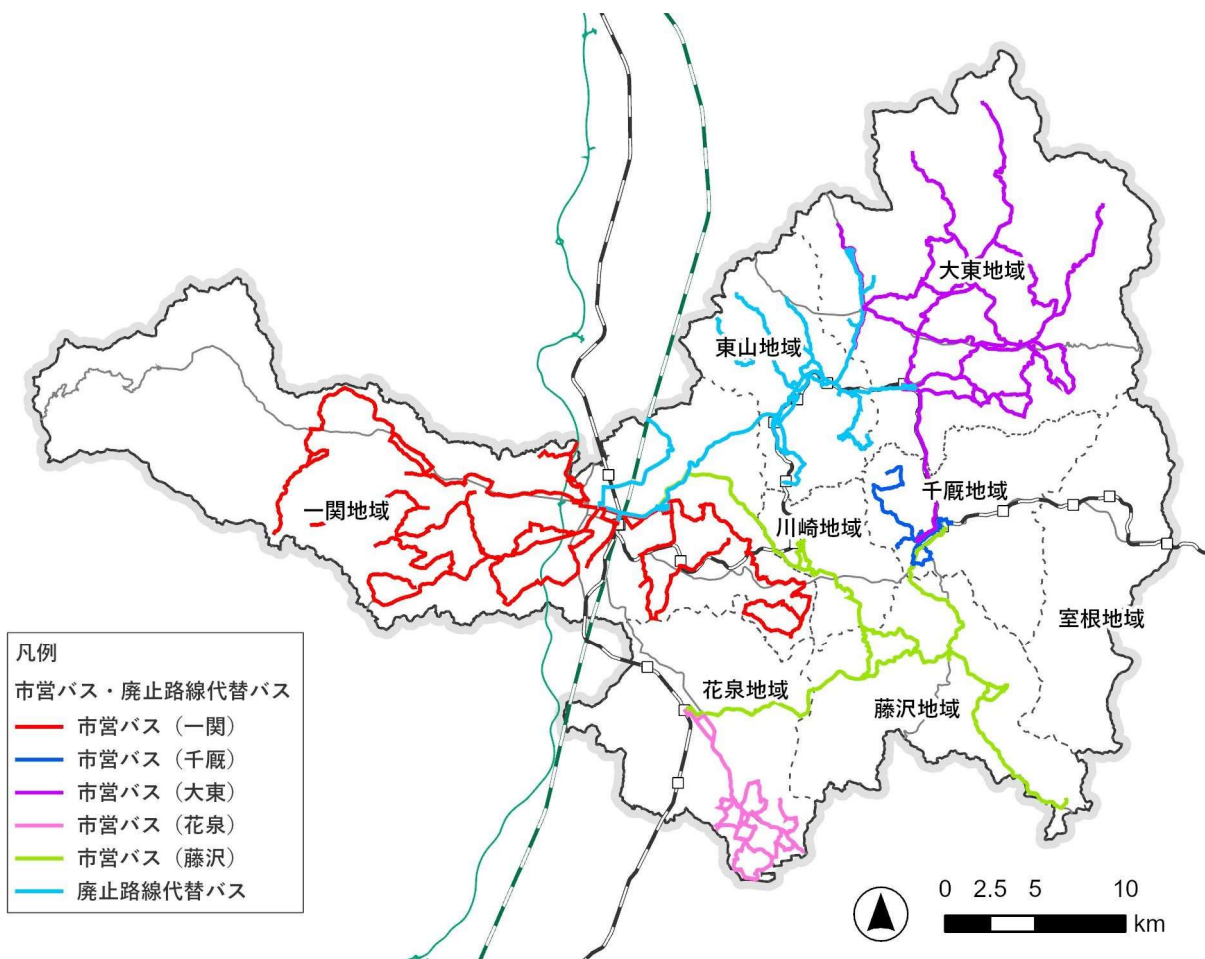 大東地域
東山地域
千厩地域
一関地域
川崎地域
室根地域
花泉地域
藤沢地域
凡例
市営バス・廃止路線代替バス
市営バス（一関）
市営バス（千厩）
市営バス（大東）
市営バス（花泉）
市営バス（藤沢）
廃止路線代替バス
0 2.5 5 10
km